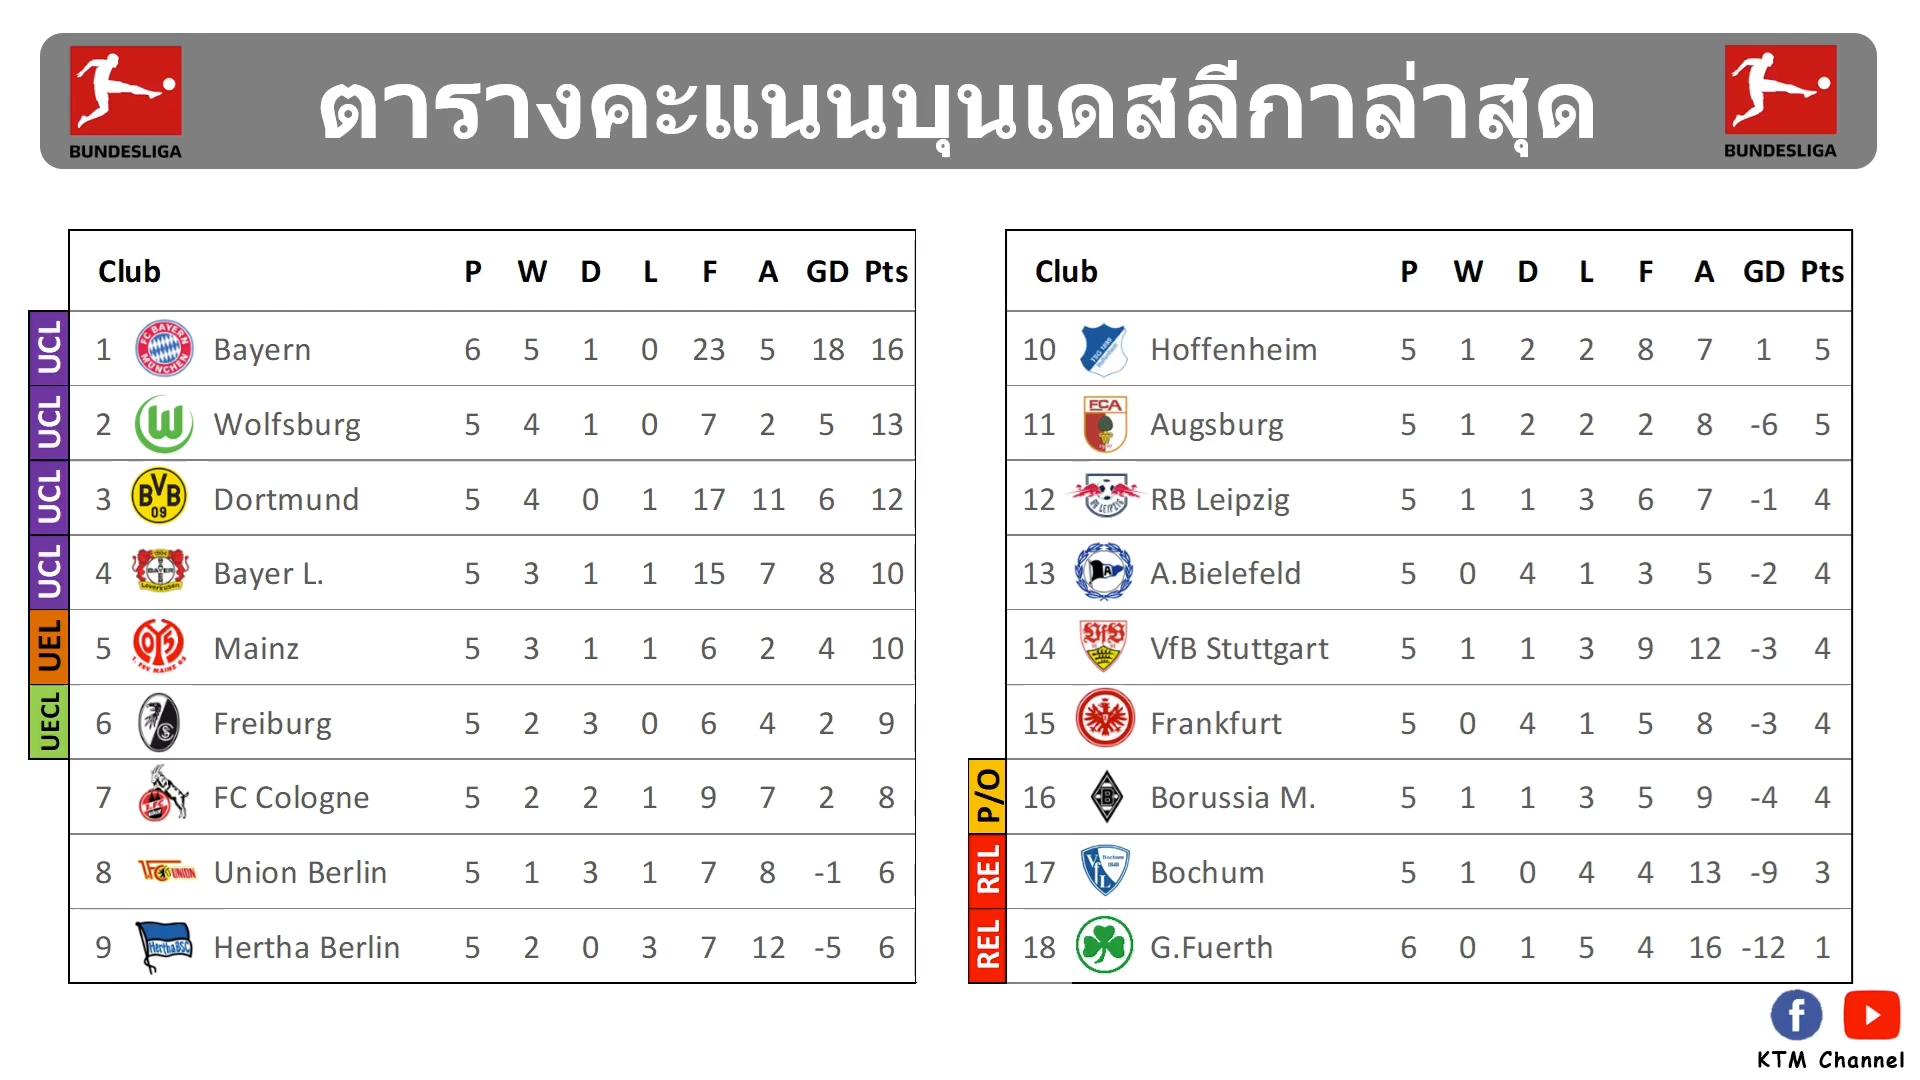 ตารางคะแนนบุนเดสลีกาล่าสุด
BUNDESLIGA
BUNDESLIGA
Club P W D L F A GD Pts
UCL 1 Bayern 6 5 1 0 23 5 18 16
UCL 2 Wolfsburg 5 4 1 0 7 2 5 13
UCL 3 Dortmund 5 4 0 1 17 11 6 12
UCL 4 Bayer L. 5 3 1 1 15 7 8 10
UEL 5 Mainz 5 3 1 1 6 2 4 10
UECL 6 Freiburg 5 2 3 0 6 4 2 9
7 FC Cologne 5 2 2 1 9 7 2 8
8 Union Berlin 5 1 3 1 7 8 -1 6
9 Hertha Berlin 5 2 0 3 7 12 -5 6
Club P W D L F A GD Pts
10 Hoffenheim 5 1 2 2 8 7 1 5
11 Augsburg 5 1 2 2 2 8 -6 5
12 RB Leipzig 5 1 1 3 6 7 -1 4
13 A.Bielefeld 5 0 4 1 3 5 -2 4
14 VfB Stuttgart 5 1 1 3 9 12 -3 4
15 Frankfurt 5 0 4 1 5 8 -3 4
P/O 16 Borussia M. 5 1 1 3 5 9 -4 4
REL 17 Bochum 5 1 0 4 4 13 -9 3
REL 18 G.Fuerth 6 0 1 5 4 16 -12 1
KTM Channel